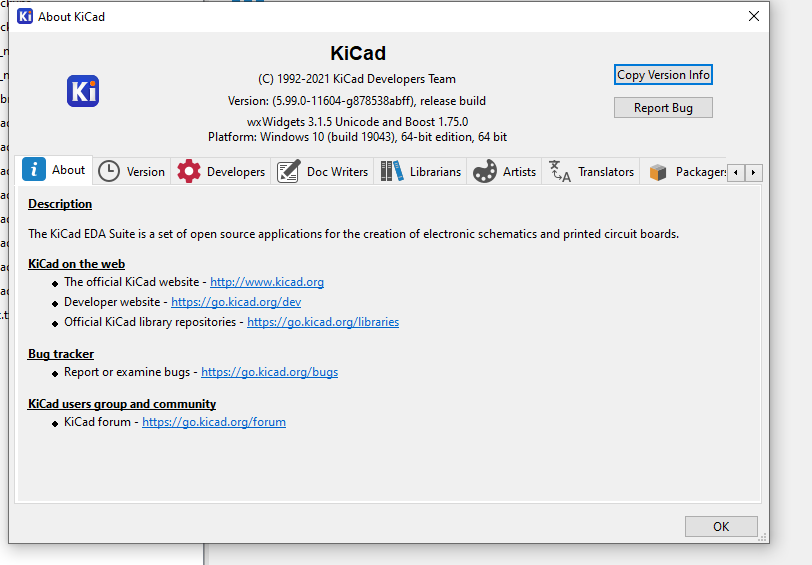 About KiCad
KiCad
(C) 1992-2021 KiCad Developers Team
Version: (5.99.0-11604-g878538abff), release build
wxWidgets 3.1.5 Unicode and Boost 1.75.0
Platform: Windows 10 (build 19043), 64-bit edition, 64 bit
Ki
Copy Version Info
Report Bug
About Version Developers Doc Writers Librarians Artists Translators Packagers
Description
The KiCad EDA Suite is a set of open source applications for the creation of electronic schematics and printed circuit boards.
KiCad on the web
The official KiCad website - http://www.kicad.org
Developer website - https://go.kicad.org/dev
Official KiCad library repositories - https://go.kicad.org/libraries
Bug tracker
Report or examine bugs - https://go.kicad.org/bugs
KiCad users group and community
KiCad forum - https://go.kicad.org/forum
OK